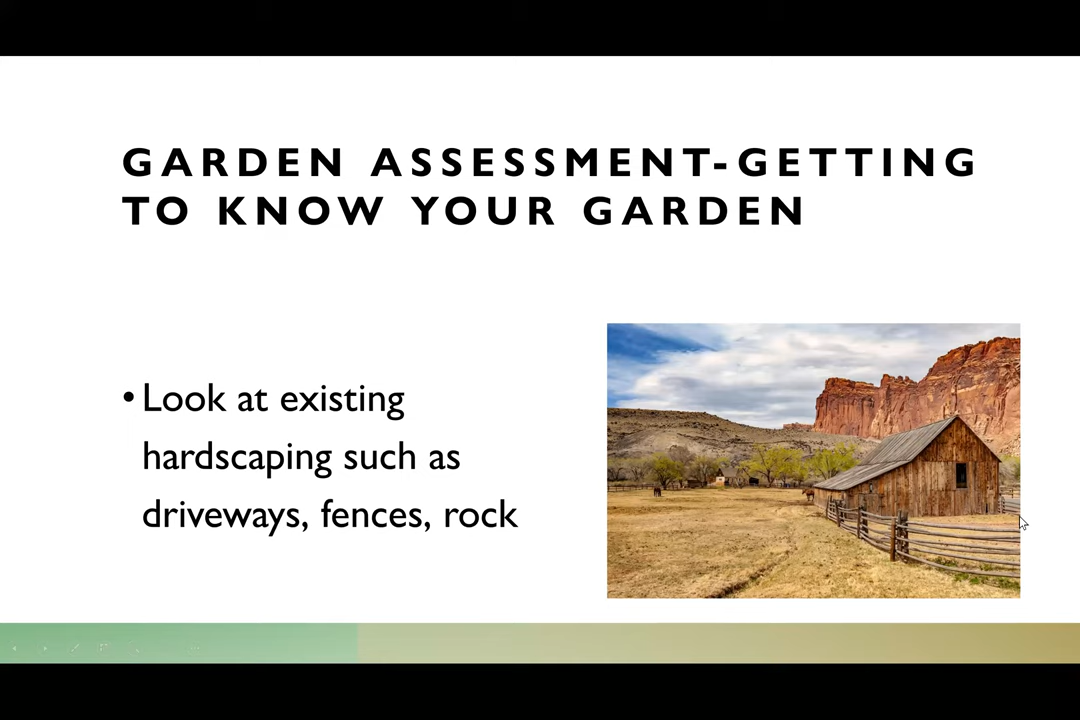 GARDEN ASSESSMENT-GETTING
TO KNOW YOUR GARDEN
• Look at existing
hardscaping such as
driveways, fences, rock